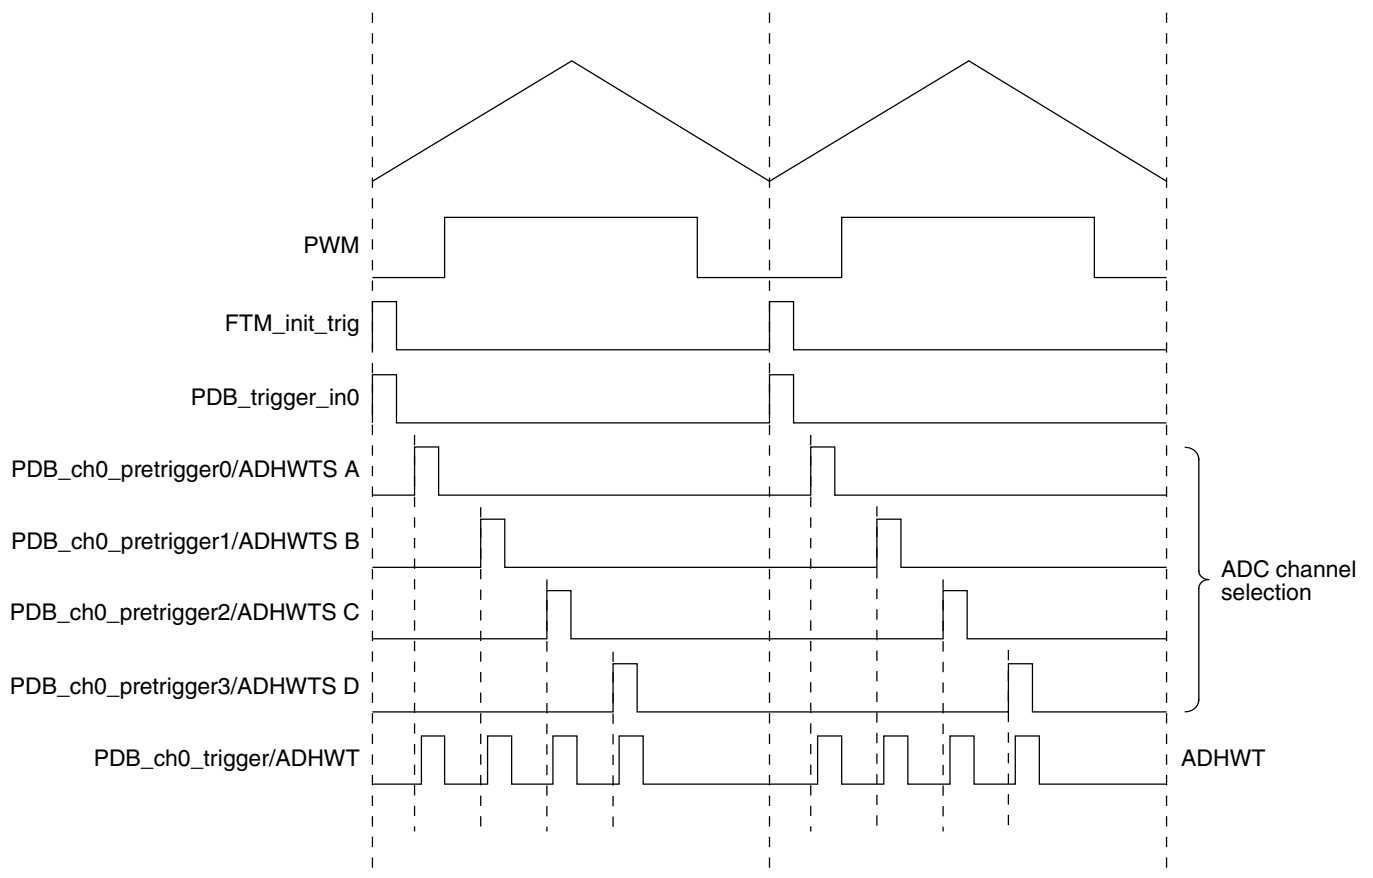 PWM
FTM_init_trig
PDB_trigger_in0
PDB_ch0_pretrigger0/ADHWTS A
PDB_ch0_pretrigger1/ADHWTS B
PDB_ch0_pretrigger2/ADHWTS C
PDB_ch0_pretrigger3/ADHWTS D
ADC channel
selection
PDB_ch0_trigger/ADHWT
ADHWT